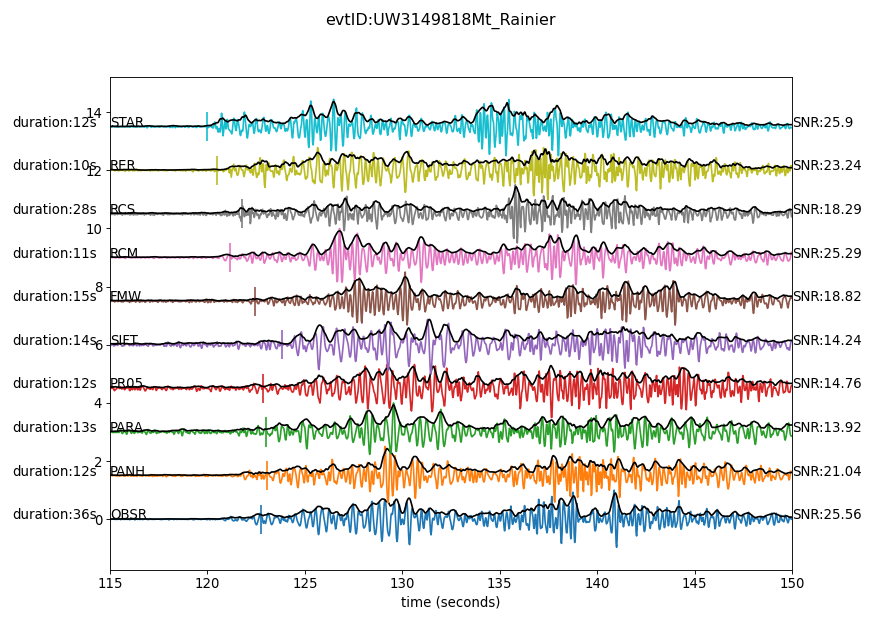 evtID:UW3149818Mt_Rainier
14
duration:12s STAR SNR:25.9
duration:10s RER SNR:23.24
12
duration:28s RCS SNR:18.29
10
duration:11s RCM SNR:25.29
8
duration:15s FMW SNR:18.82
duration:14s SIFT SNR:14.24
6
duration:12s PR05 SNR:14.76
4
duration:13s PARA SNR:13.92
2
duration:12s PANH SNR:21.04
duration:36s OBSR SNR:25.56
0
115 120 125 130 135 140 145 150
time (seconds)